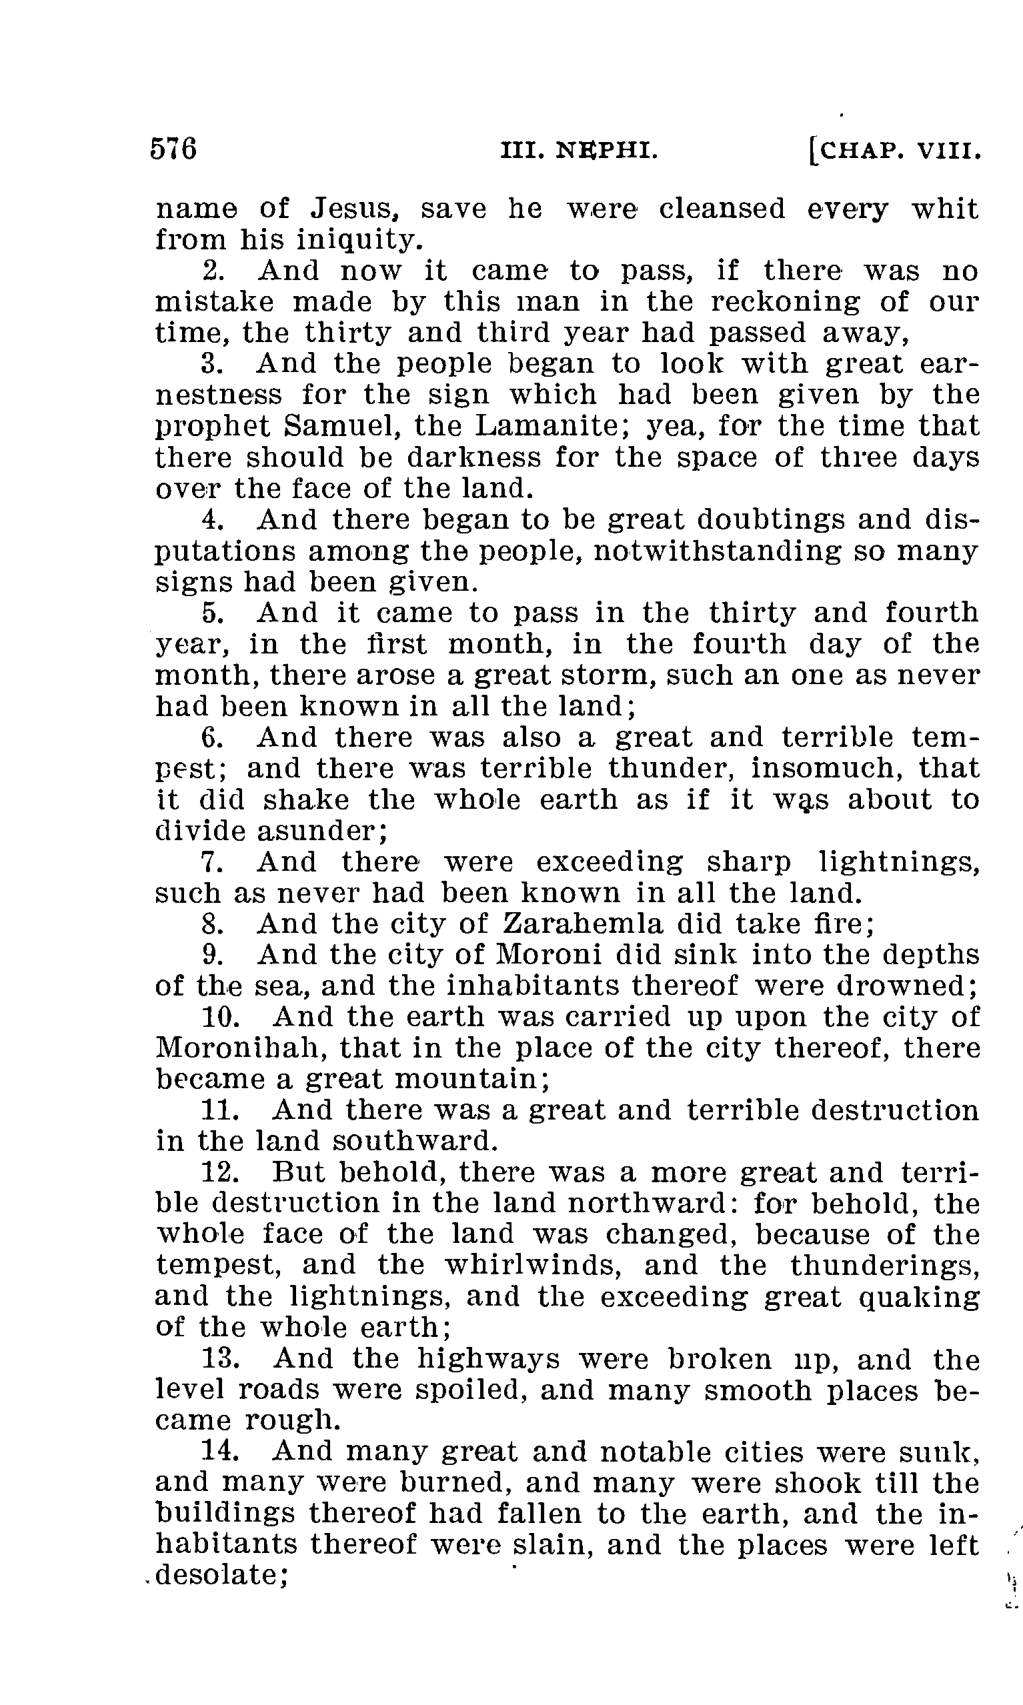 576 III. NEPHI. [CHAP. VIII.
name of Jesus, save he were cleansed every whit
from his iniquity.
2. And now it came to pass, if there was no
mistake made by this man in the reckoning of our
time, the thirty and third year had passed away,
3. And the people began to look with great ear-
nestness for the sign which had been given by the
prophet Samuel, the Lamanite; yea, for the time that
there should be darkness for the space of three days
over the face of the land.
4. And there began to be great doubtings and dis-
putations among the people, notwithstanding so many
signs had been given.
5. And it came to pass in the thirty and fourth
year, in the first month, in the fourth day of the
month, there arose a great storm, such an one as never
had been known in all the land;
6. And there was also a great and terrible tem-
pest; and there was terrible thunder, insomuch, that
it did shake the whole earth as if it was about to
divide asunder;
7. And there were exceeding sharp lightnings,
such as never had been known in all the land.
8. And the city of Zarahemla did take fire;
9. And the city of Moroni did sink into the depths
of the sea, and the inhabitants thereof were drowned;
10. And the earth was carried up upon the city of
Moronihah, that in the place of the city thereof, there
became a great mountain;
11. And there was a great and terrible destruction
in the land southward.
12. But behold, there was a more great and terri-
ble destruction in the land northward: for behold, the
whole face of the land was changed, because of the
tempest, and the whirlwinds, and the thunderings,
and the lightnings, and the exceeding great quaking
of the whole earth;
13. And the highways were broken up, and the
level roads were spoiled, and many smooth places be-
came rough.
14. And many great and notable cities were sunk,
and many were burned, and many were shook till the
buildings thereof had fallen to the earth, and the in-
habitants thereof were slain, and the places were left
desolate;